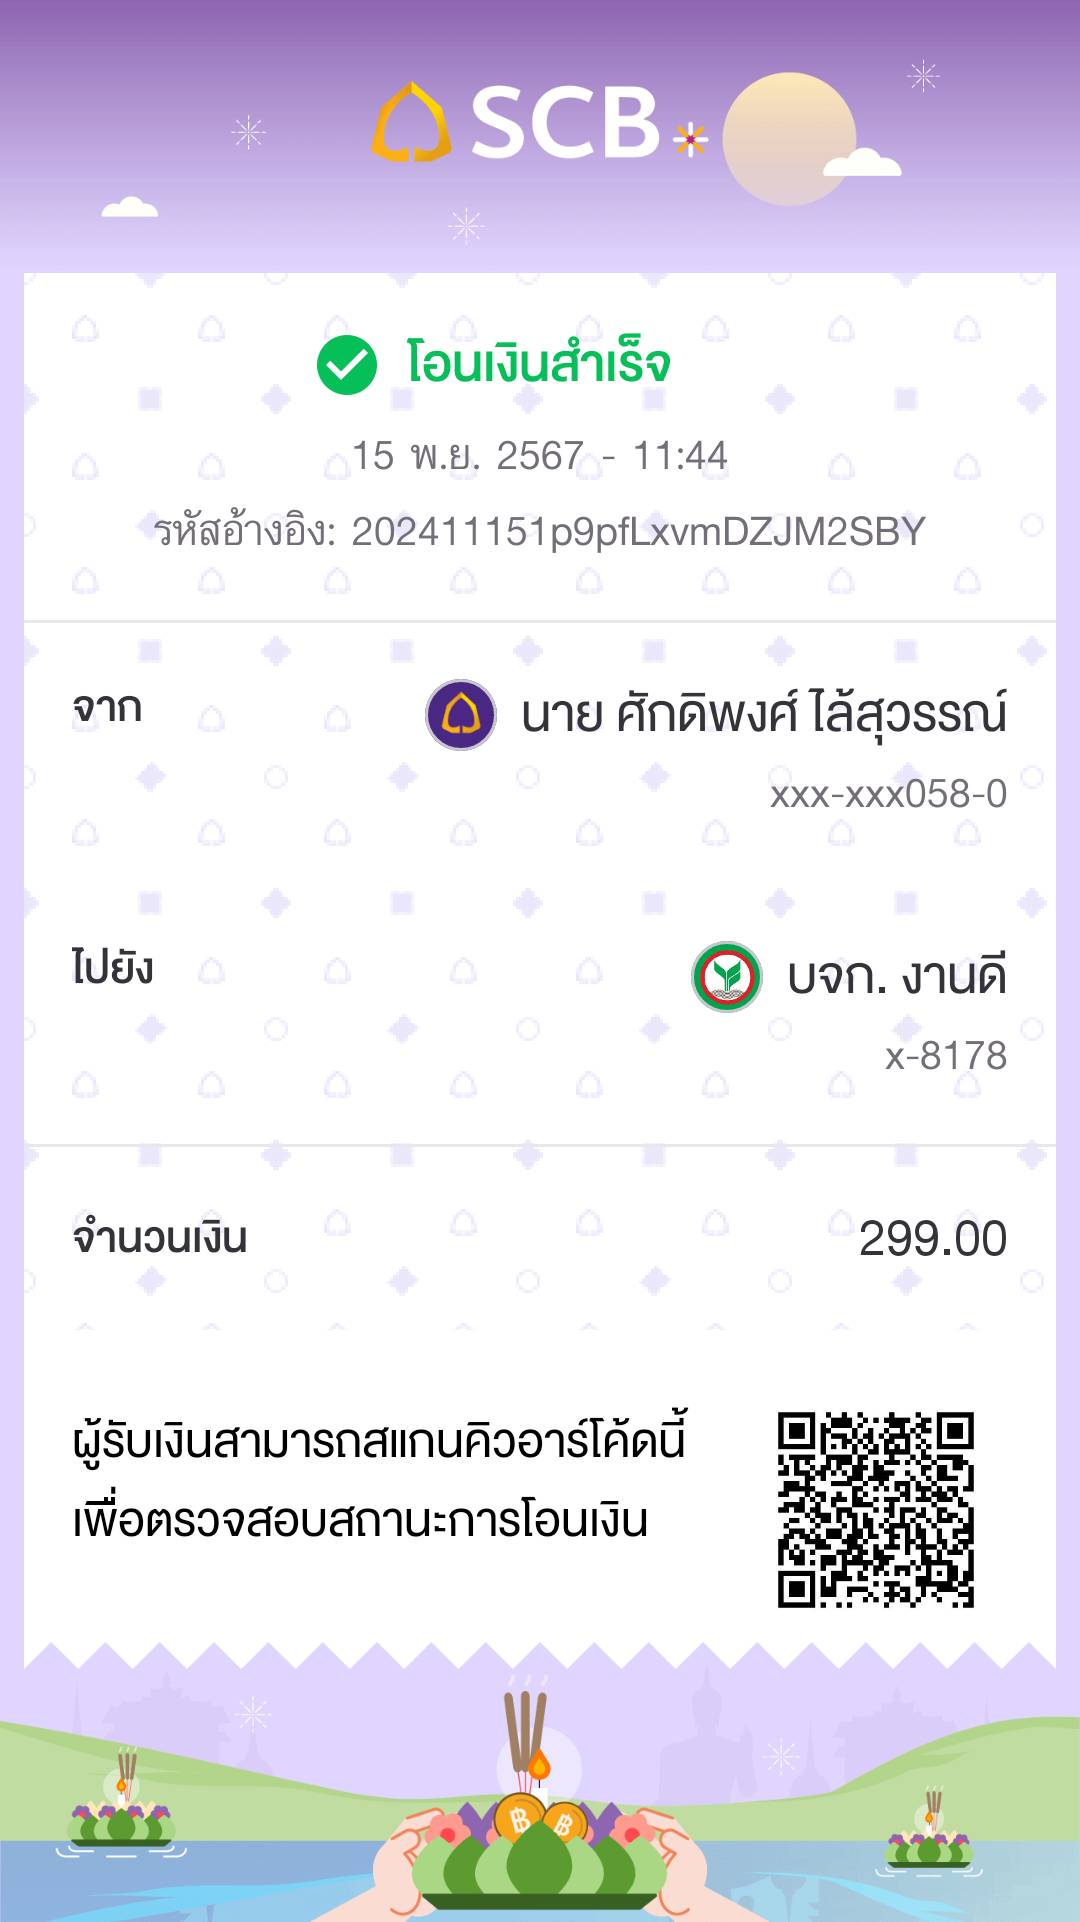 SCB
โอนเงินสำเร็จ
15 พ.ย. 2567 - 11:44
รหัสอ้างอิง: 202411151p9pfLxvmDZJM2SBY
จาก
นาย ศักดิพงศ์ ไล้สุวรรณ์
xxx-xxx058-0
ไปยัง
บจก. งานดี
x-8178
จำนวนเงิน
299.00
ผู้รับเงินสามารถสแกนคิวอาร์โค้ดนี้
เพื่อตรวจสอบสถานะการโอนเงิน
฿ ฿